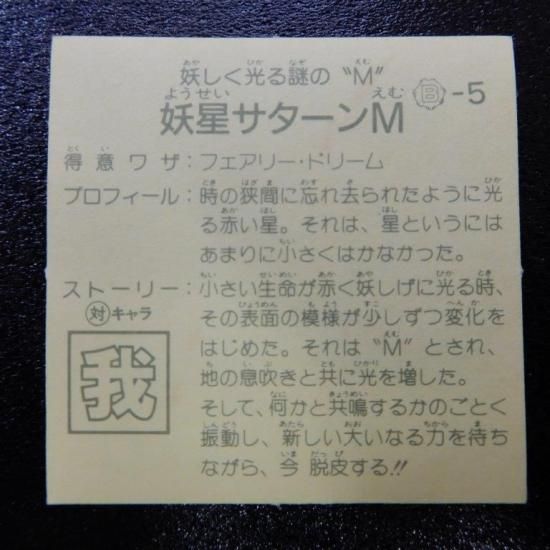 妖しく光る謎の〝M〟
妖星サターンM Ⓑ-5
得意ワザ：フェアリー・ドリーム
プロフィール：時の狭間に忘れ去られたように光
る赤い星。それは、星というには
あまりに小さくはかなかった。
ストーリー：小さい生命が赤く妖しげに光る時、
㊥キャラ その表面の模様が少しずつ変化を
はじめた。それは〝M〟とされ、
我 地の息吹きと共に光を増した。
そして、何かと共鳴するかのごとく
振動し、新しい大いなる力を待ち
ながら、今 脱皮する!!